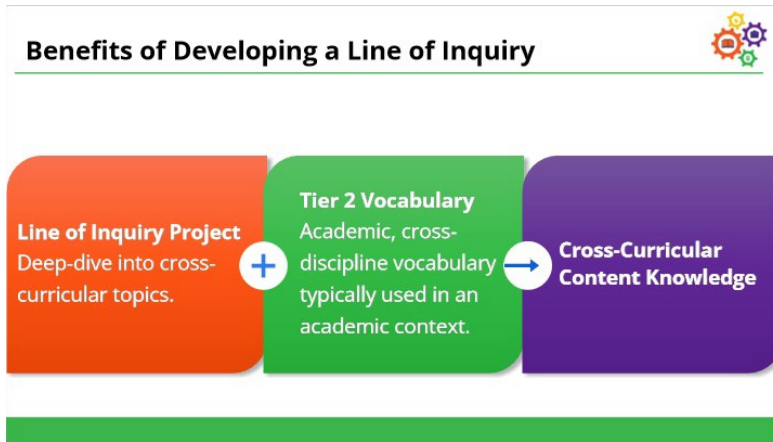 Benefits of Developing a Line of Inquiry
Line of Inquiry Project
Deep-dive into cross-
curricular topics.
+
Tier 2 Vocabulary
Academic, cross-
discipline vocabulary
typically used in an
academic context.
→
Cross-Curricular
Content Knowledge